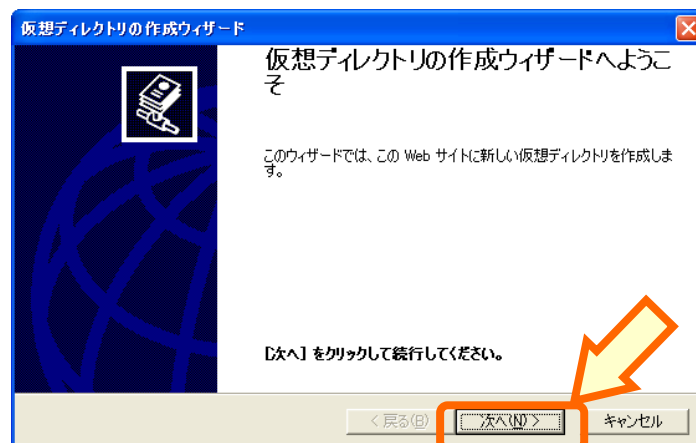 仮想ディレクトリの作成ウィザード
仮想ディレクトリの作成ウィザードへようこ
そ
このウィザードでは、この Web サイトに新しい仮想ディレクトリを作成しま
す。
[次へ] をクリックして続行してください。
< 戻る(B)
次へ(N) >
キャンセル